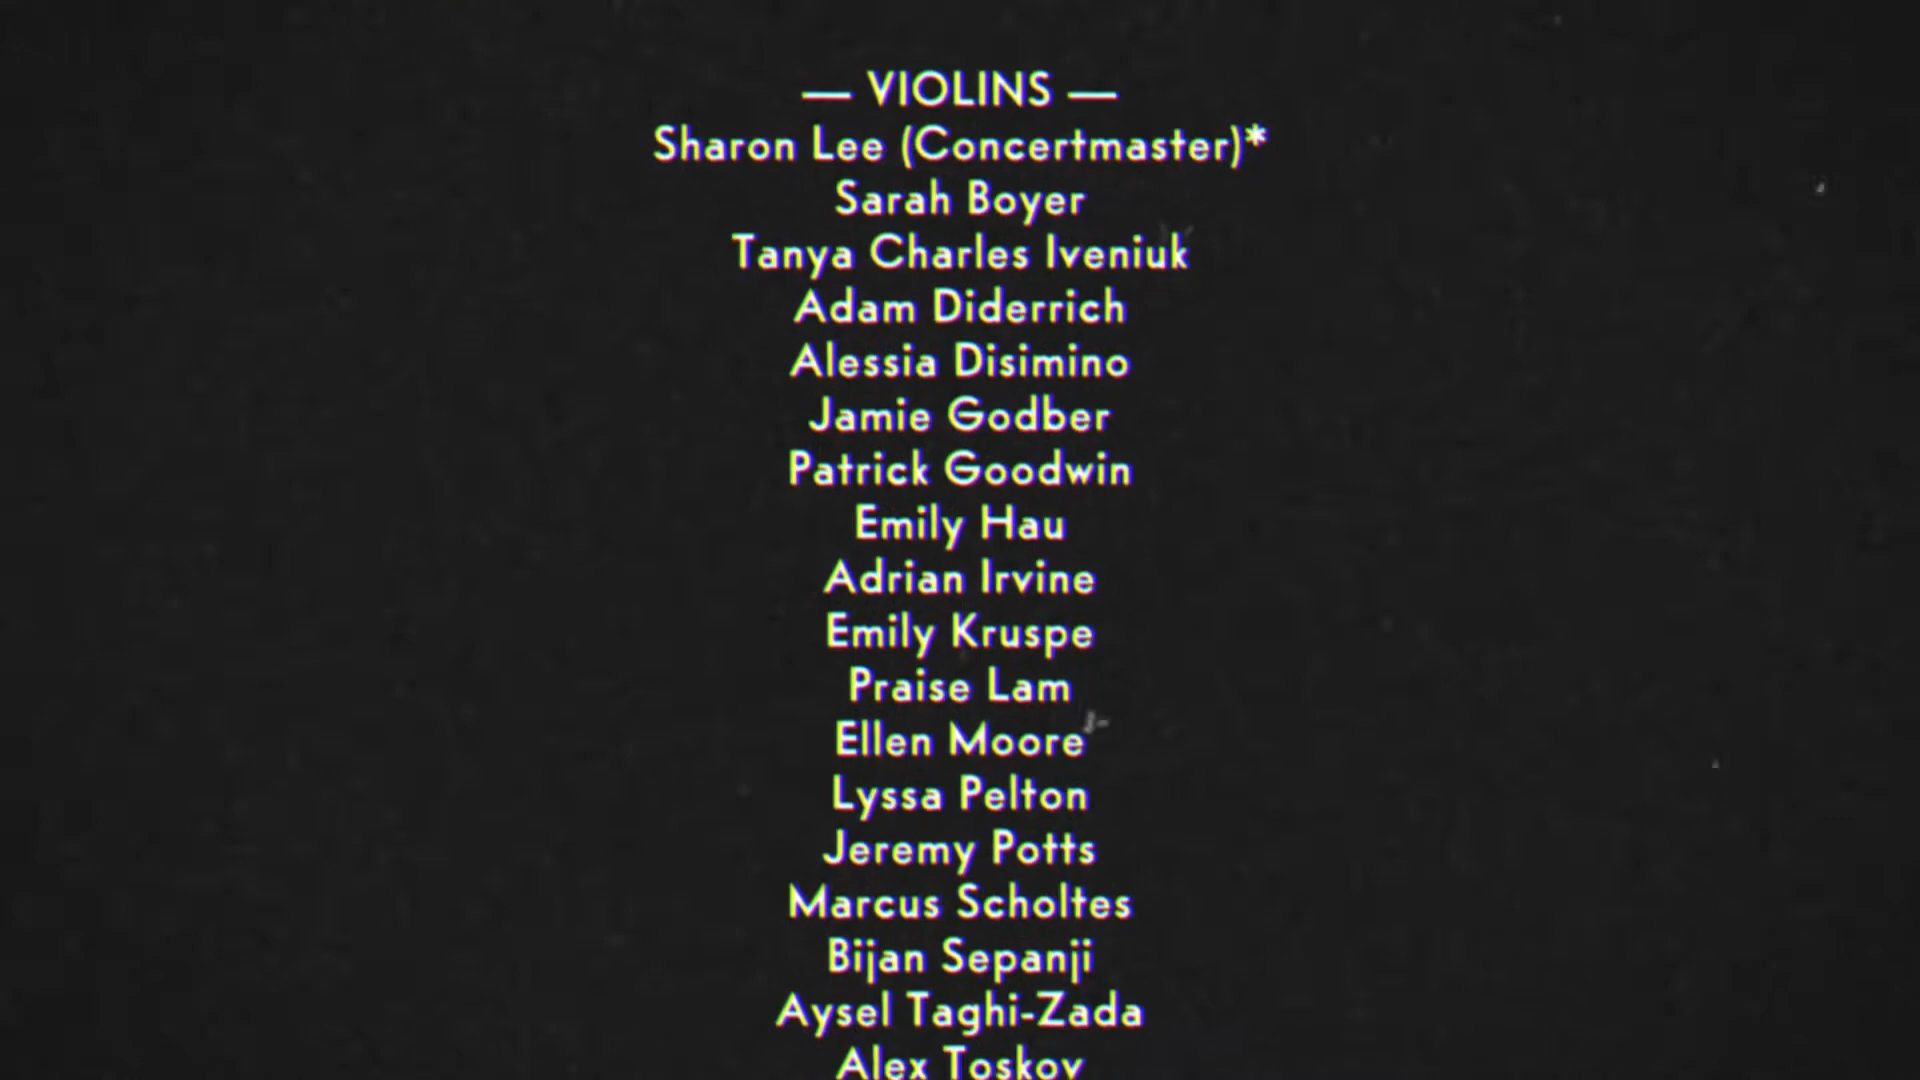 — VIOLINS —
Sharon Lee (Concertmaster)*
Sarah Boyer
Tanya Charles Iveniuk
Adam Diderrich
Alessia Disimino
Jamie Godber
Patrick Goodwin
Emily Hau
Adrian Irvine
Emily Kruspe
Praise Lam
Ellen Moore
Lyssa Pelton
Jeremy Potts
Marcus Scholtes
Bijan Sepanji
Aysel Taghi-Zada
Alex Toskov